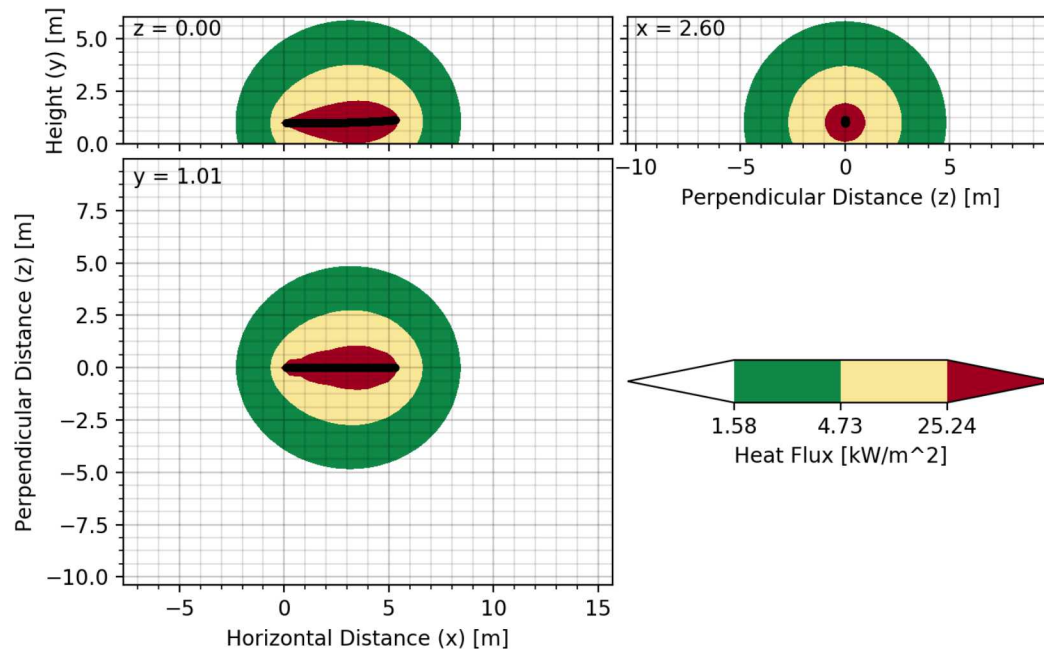 z = 0.00
Height (y) [m]
5.0
2.5
0.0
x = 2.60
−10
−5
0
5
Perpendicular Distance (z) [m]
y = 1.01
Perpendicular Distance (z) [m]
7.5
5.0
2.5
0.0
−2.5
−5.0
−7.5
−10.0
−5
0
5
10
15
Horizontal Distance (x) [m]
1.58
4.73
25.24
Heat Flux [kW/m^2]